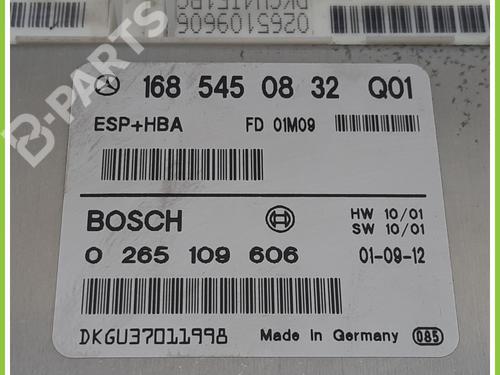 DKGU41517C
0265109606
B-PARTS
168 545 08 32 Q01
ESP+HBA FD 01M09
BOSCH HW 10/01
SW 10/01
0 265 109 606 01-09-12
DKGU37011998 Made in Germany 085